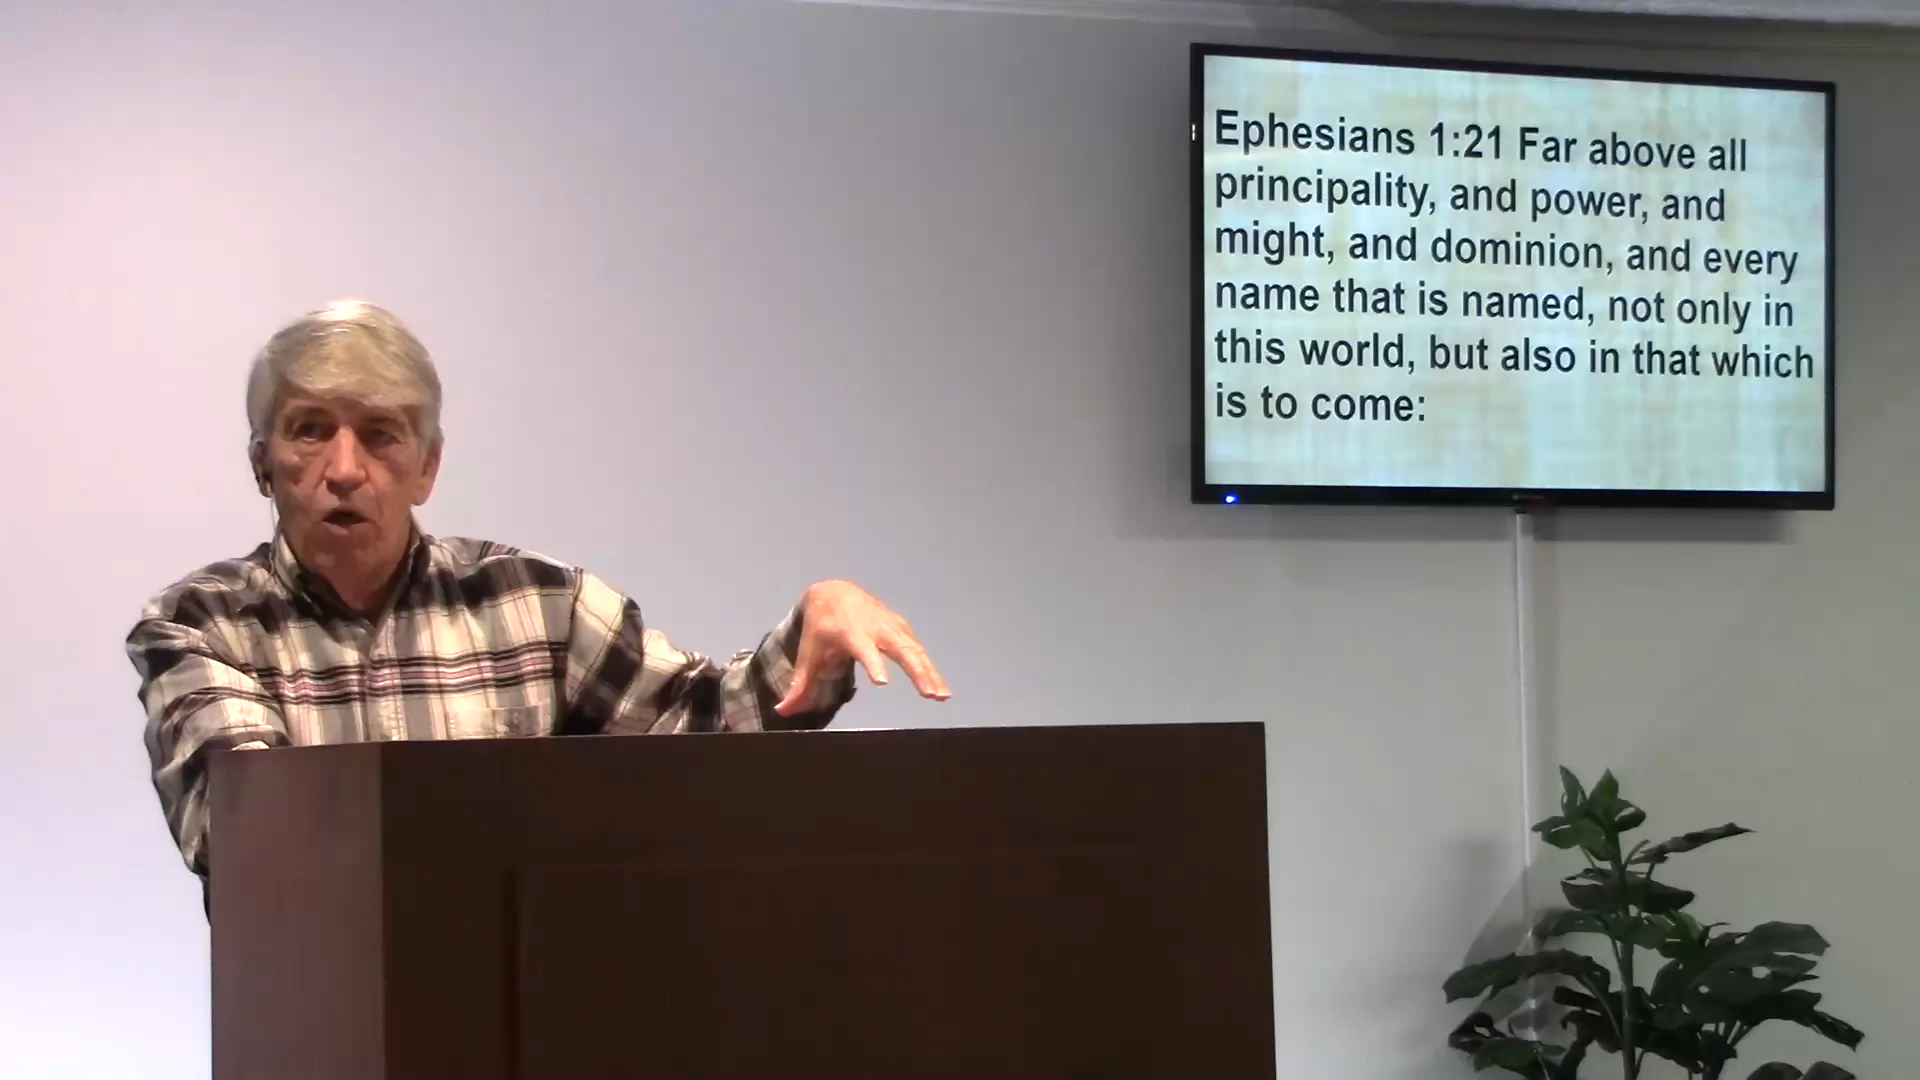 Ephesians 1:21 Far above all
principality, and power, and
might, and dominion, and every
name that is named, not only in
this world, but also in that which
is to come: